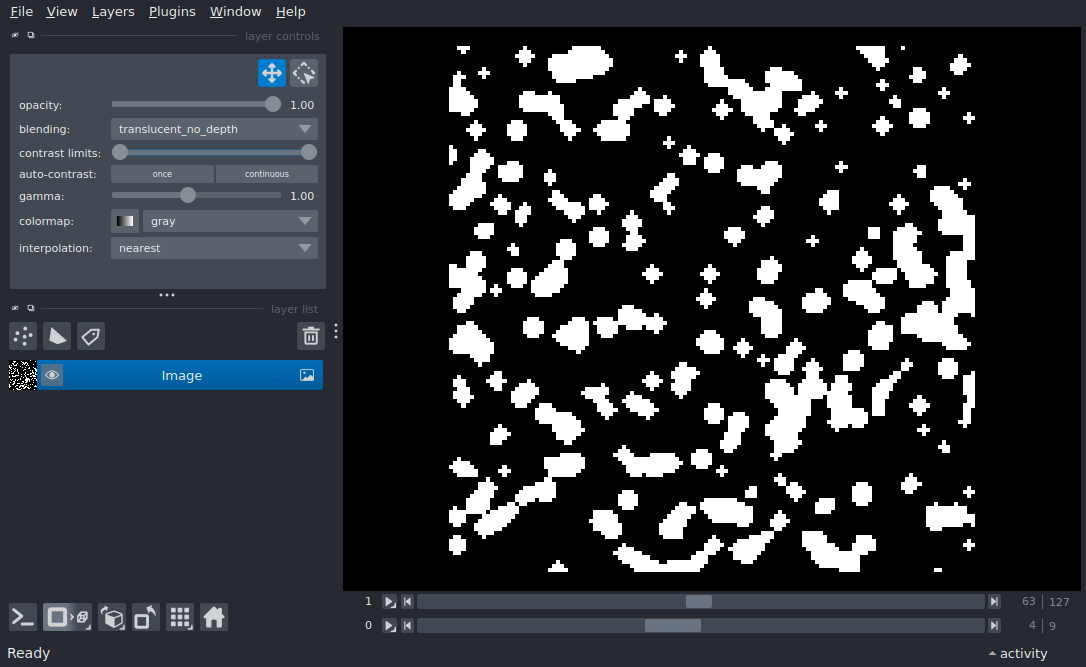 File View Layers Plugins Window Help
layer controls
opacity: 1.00
blending: translucent_no_depth
contrast limits:
auto-contrast: once continuous
gamma: 1.00
colormap: gray
interpolation: nearest
layer list
Image
1 63 127
0 4 9
Ready activity